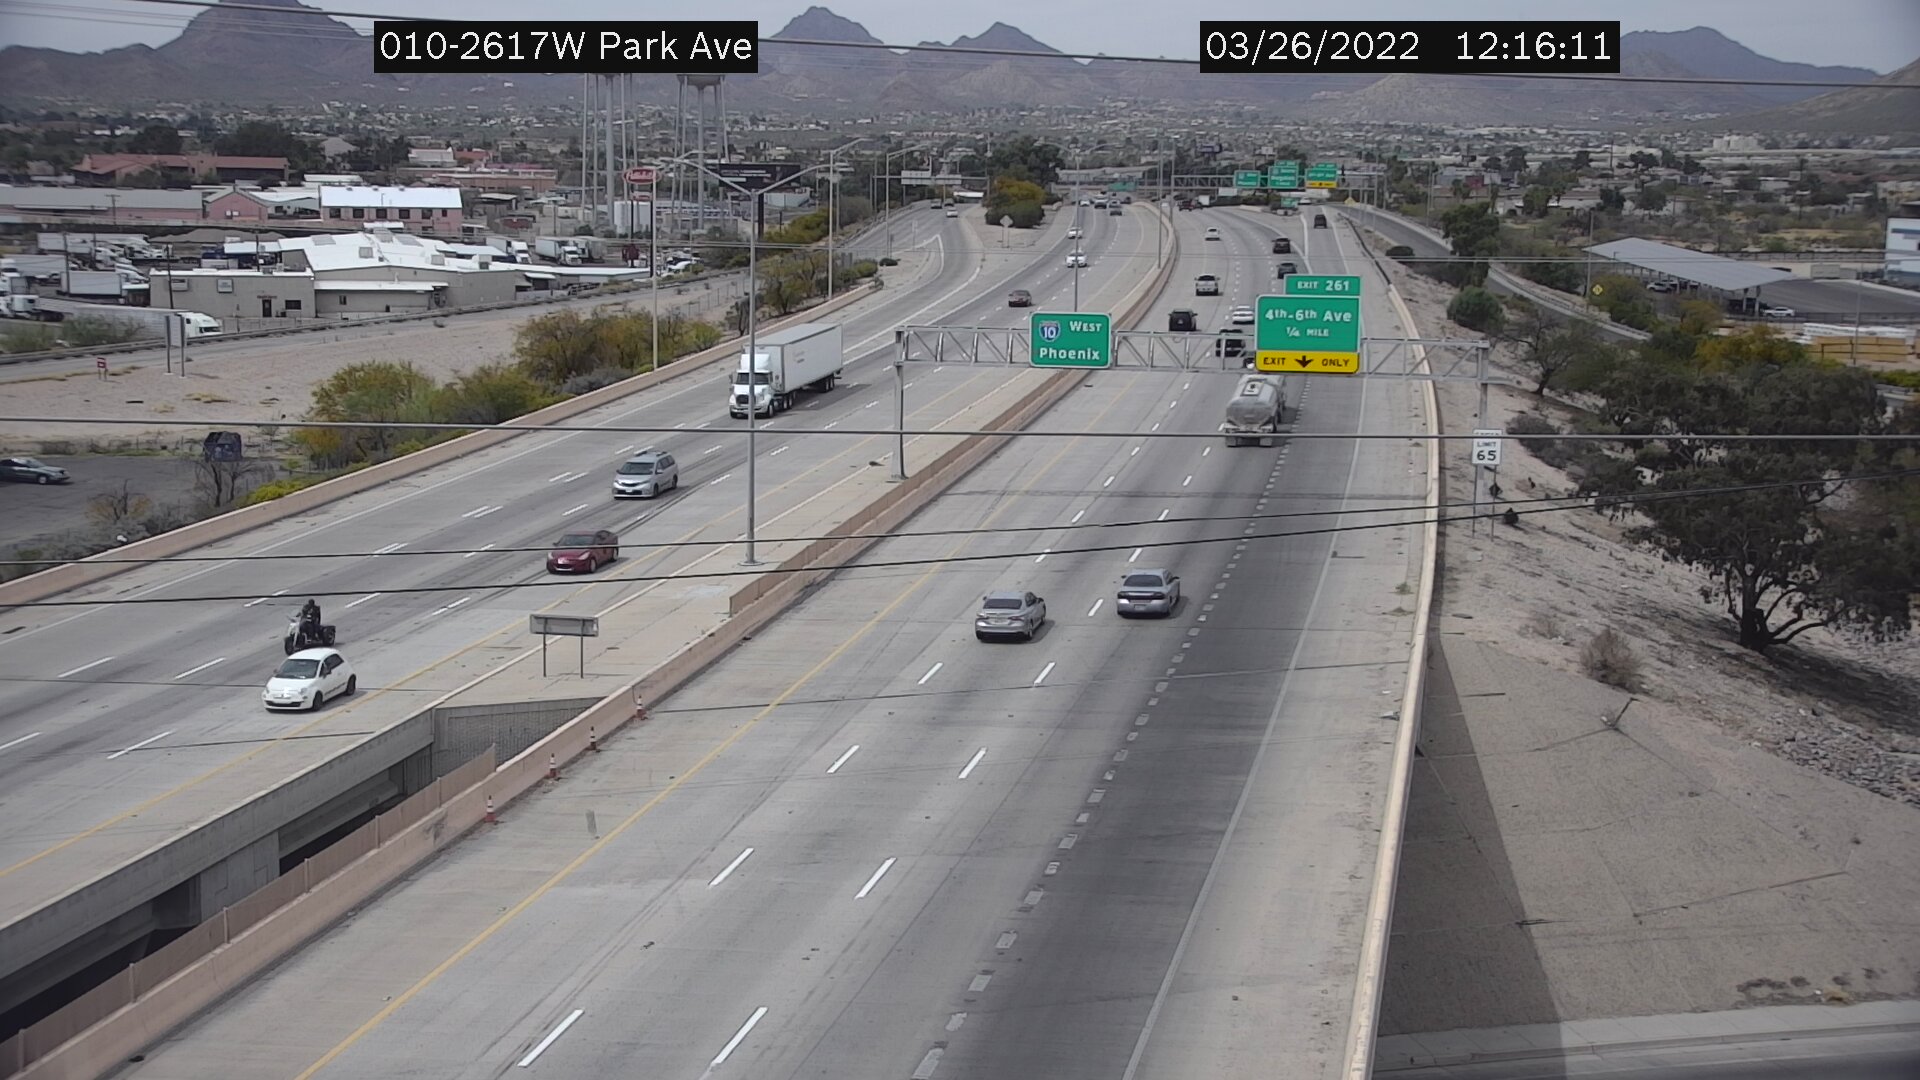 010-2617W Park Ave
03/26/2022 12:16:11
EXIT 261
4th-6th Ave
1/4 MILE
EXIT ONLY
10 WEST
Phoenix
LIMIT
65